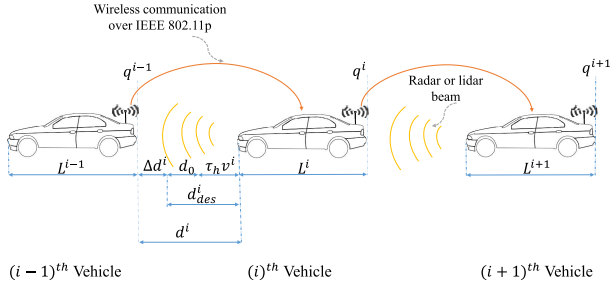 Wireless communication
over IEEE 802.11p
q^{i-1}
q^i
q^{i+1}
Radar or lidar
beam
L^{i-1}
Δd^i
d_0
τ_h v^i
L^i
L^{i+1}
d^i_{des}
d^i
(i − 1)^{th} Vehicle
(i)^{th} Vehicle
(i + 1)^{th} Vehicle